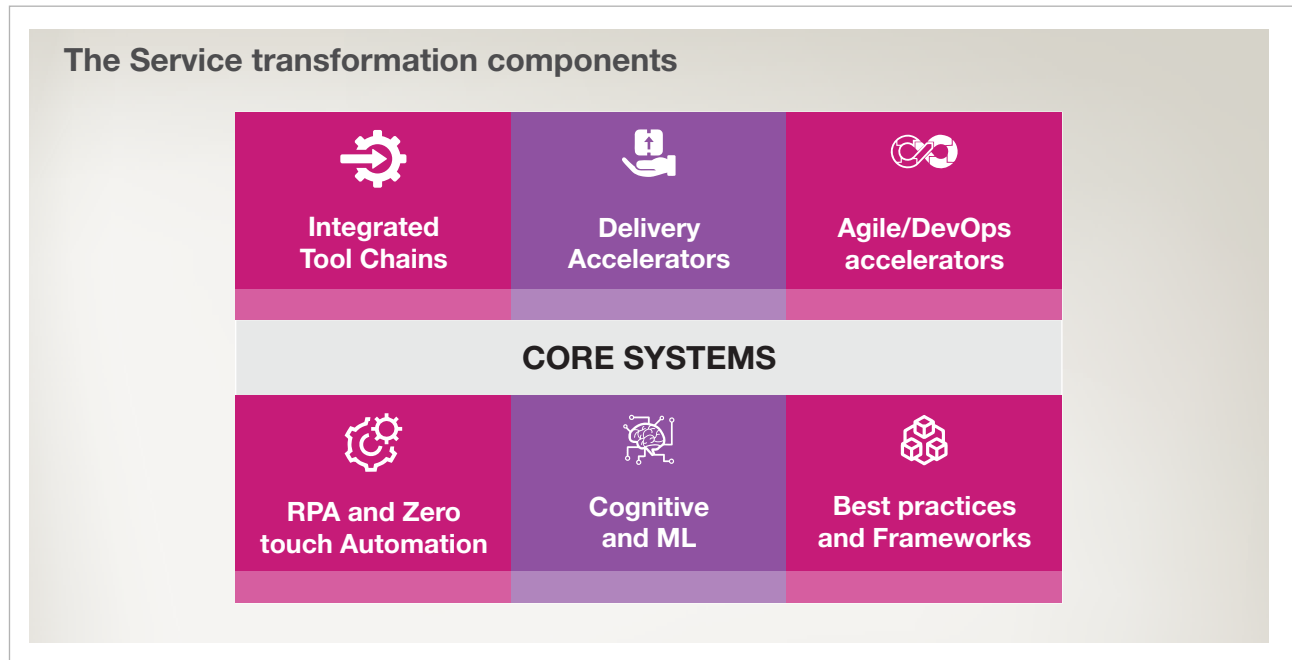 The Service transformation components
Integrated
Tool Chains
Delivery
Accelerators
Agile/DevOps
accelerators
CORE SYSTEMS
RPA and Zero
touch Automation
Cognitive
and ML
Best practices
and Frameworks